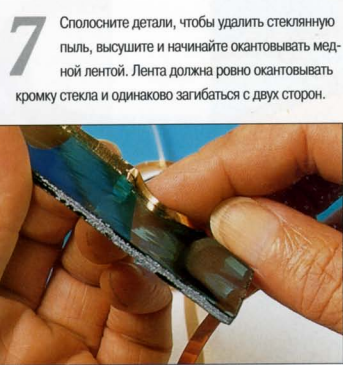 7
Сполосните детали, чтобы удалить стеклянную
пыль, высушите и начинайте окантовывать мед-
ной лентой. Лента должна ровно окантовывать
кромку стекла и одинаково загибаться с двух сторон.